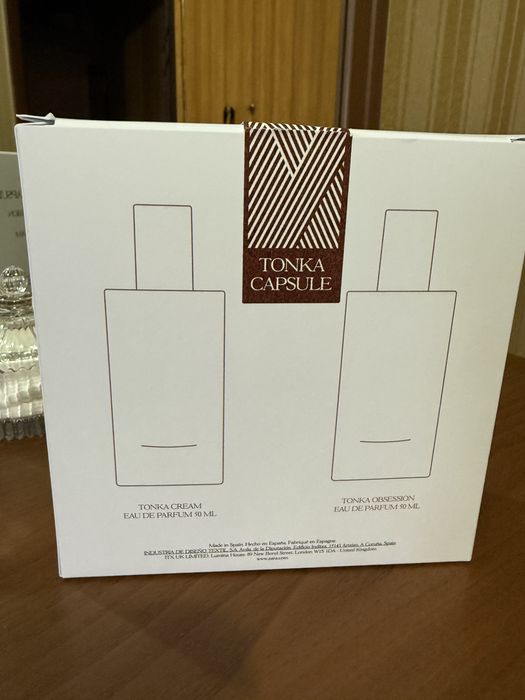 TONKA
CAPSULE
TONKA CREAM
EAU DE PARFUM 50 ML
TONKA OBSESSION
EAU DE PARFUM 50 ML
Made in Spain. Hecho en España. Fabriqué en Espagne
INDUSTRIA DE DISEÑO TEXTIL, S.A. Avda. de la Diputación, Edificio Inditex, 15143 Arteixo, A Coruña, Spain
ITX UK LIMITED, Lumina House, 89 New Bond Street, London W1S 1DA - United Kingdom
www.zara.com